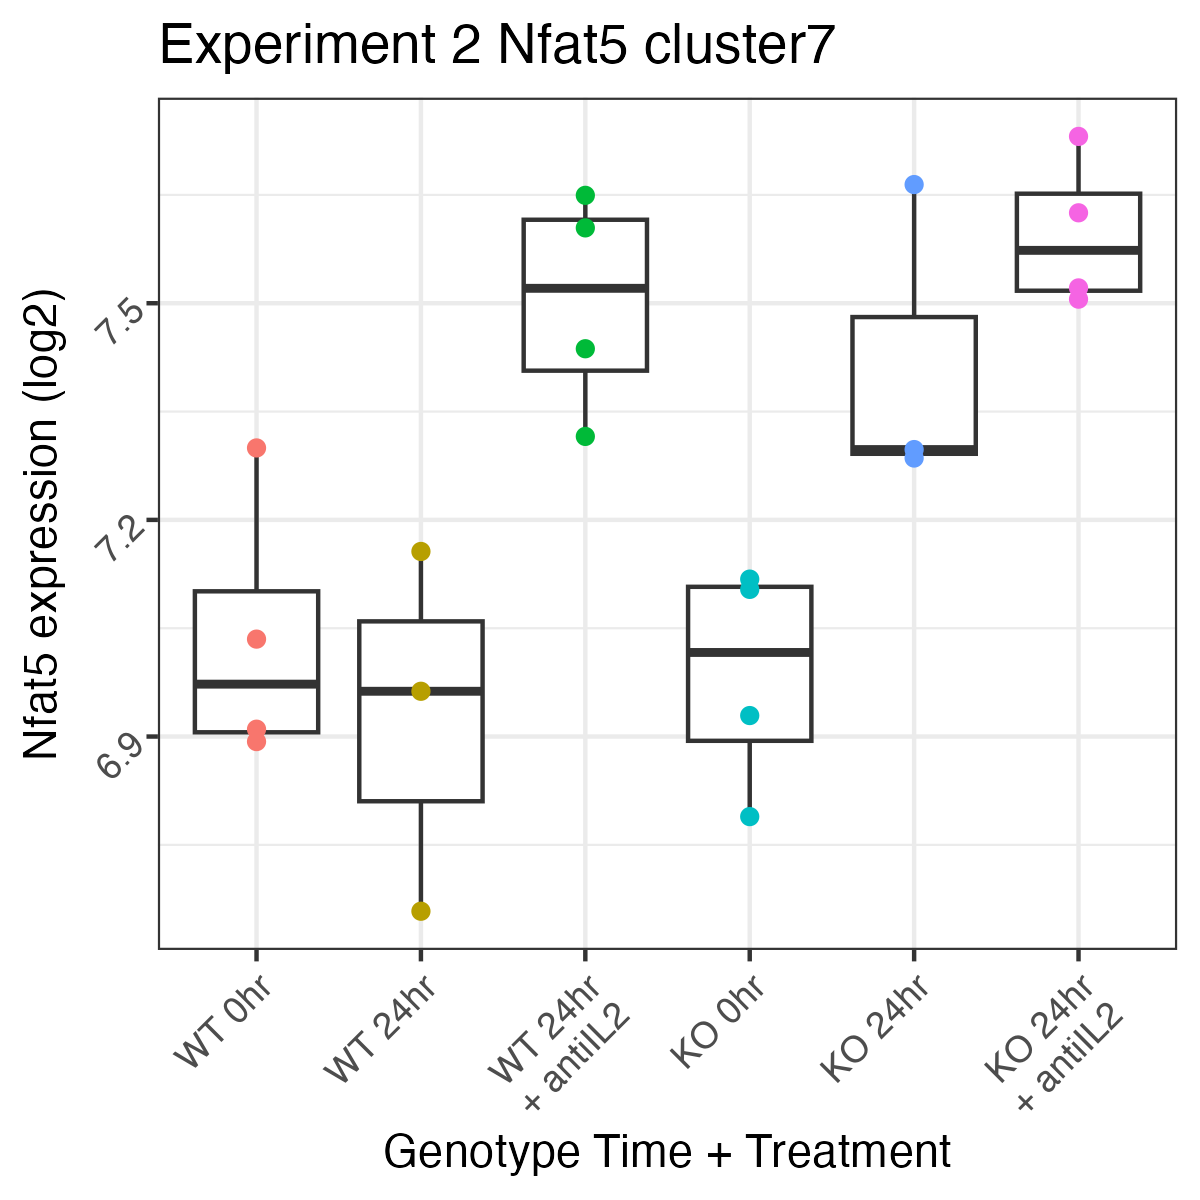 Experiment 2 Nfat5 cluster7
Nfat5 expression (log2)
7.5
7.2
6.9
WT 0hr
WT 24hr
WT 24hr
+ antiIL2
KO 0hr
KO 24hr
KO 24hr
+ antiIL2
Genotype Time + Treatment